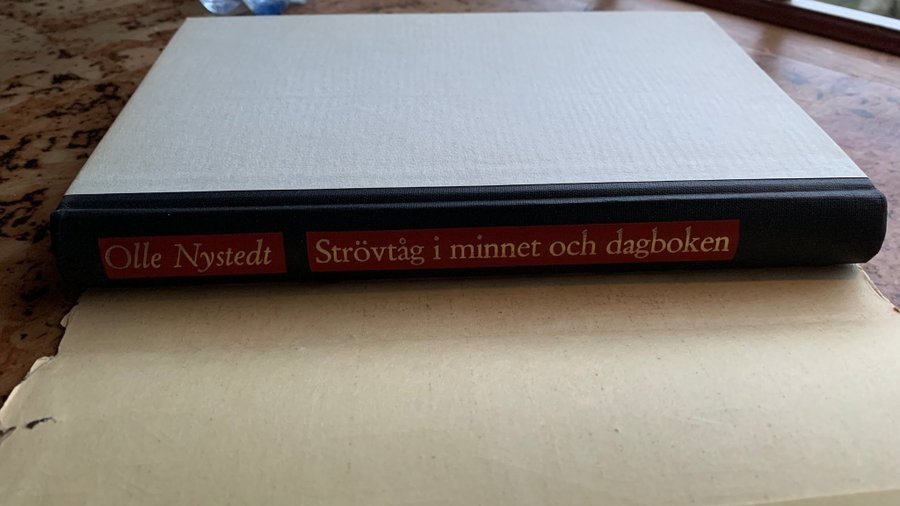 Olle Nystedt
Strövtåg i minnet och dagboken